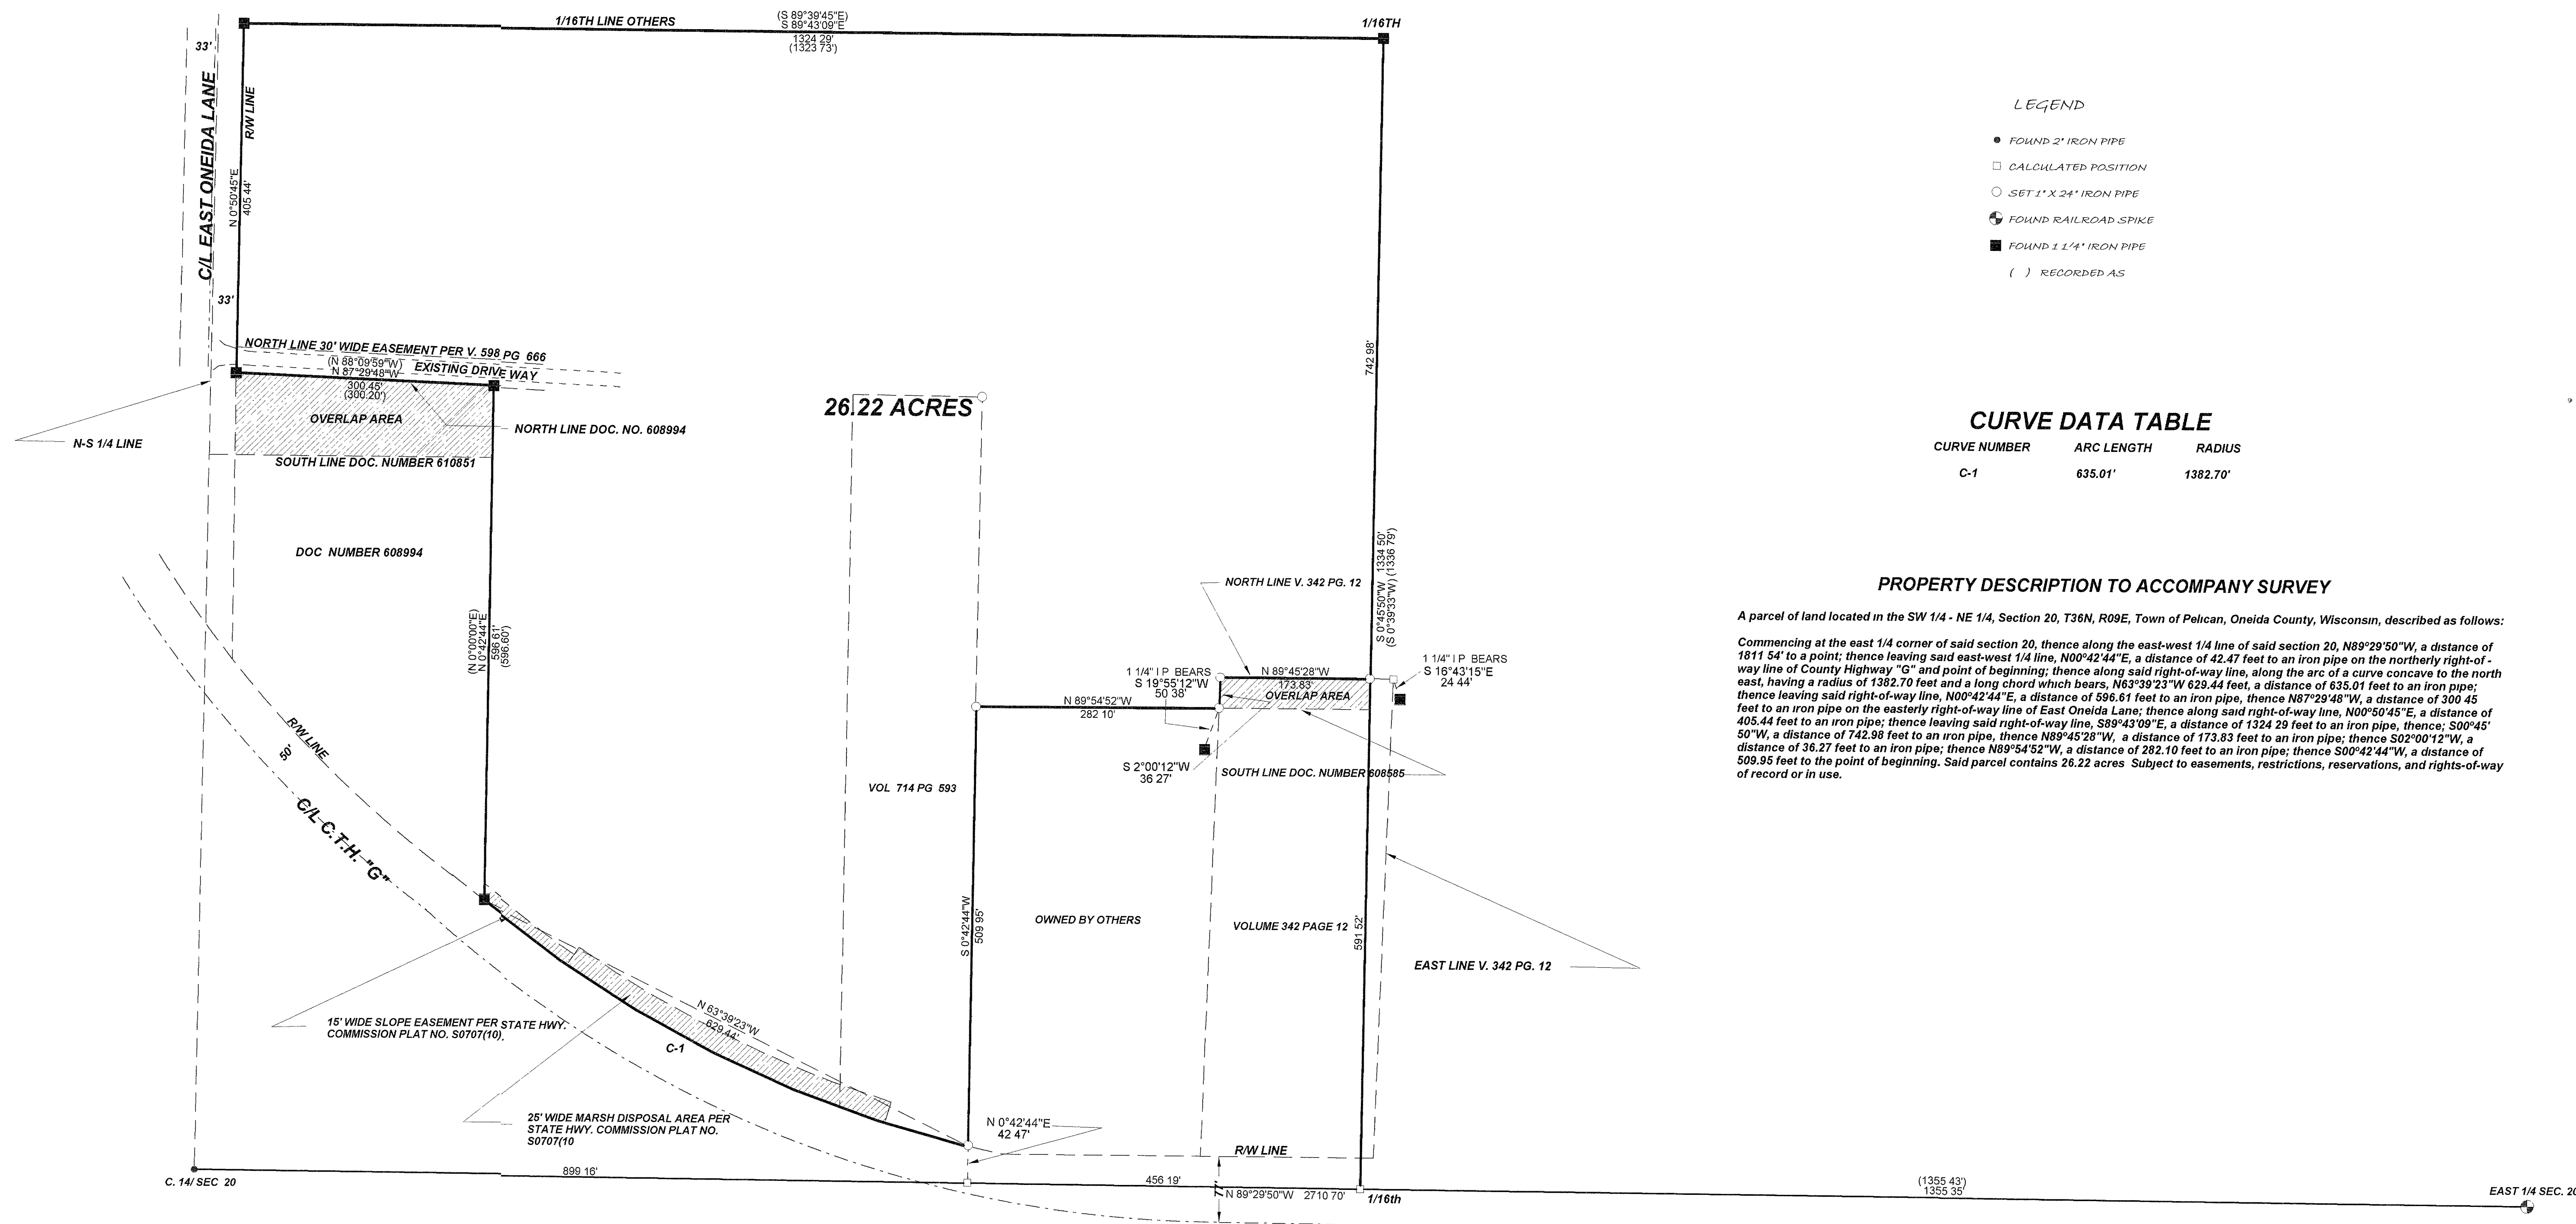 1/16TH LINE OTHERS
(S 89°39'45"E)
S 89°43'09"E
1324 29'
(1323 73')
1/16TH
33'
C/L EAST ONEIDA LANE
R/W LINE
N 0°50'45"E
405 44'
33'
NORTH LINE 30' WIDE EASEMENT PER V. 598 PG 666
(N 88°09'59"W)
N 87°29'48"W
EXISTING DRIVE WAY
300.45'
(300.20')
OVERLAP AREA
NORTH LINE DOC. NO. 608994
N-S 1/4 LINE
SOUTH LINE DOC. NUMBER 610851
DOC NUMBER 608994
(N 0°00'00"E)
N 0°42'44"E
596 61'
(596.60')
26.22 ACRES
742 98'
S 0°45'50"W 1334 50'
(S 0°39'33"W) (1336 79')
NORTH LINE V. 342 PG. 12
1 1/4" I P BEARS
S 19°55'12"W
50 38'
N 89°45'28"W
173.83'
OVERLAP AREA
1 1/4" I P BEARS
S 16°43'15"E
24 44'
N 89°54'52"W
282 10'
S 2°00'12"W
36 27'
SOUTH LINE DOC. NUMBER 608585
VOL 714 PG 593
R/W LINE
50'
C/L C.T.H. "G"
S 0°42'44"W
509 95'
OWNED BY OTHERS
VOLUME 342 PAGE 12
591 52'
EAST LINE V. 342 PG. 12
15' WIDE SLOPE EASEMENT PER STATE HWY.
COMMISSION PLAT NO. S0707(10).
N 63°39'23"W
629.44'
C-1
25' WIDE MARSH DISPOSAL AREA PER
STATE HWY. COMMISSION PLAT NO.
S0707(10
N 0°42'44"E
42 47'
R/W LINE
77'
C. 14/ SEC 20
899 16'
456 19'
N 89°29'50"W 2710 70'
1/16th
(1355 43')
1355 35'
EAST 1/4 SEC. 20
LEGEND
FOUND 2" IRON PIPE
CALCULATED POSITION
SET 1" X 24" IRON PIPE
FOUND RAILROAD SPIKE
FOUND 1 1/4" IRON PIPE
( ) RECORDED AS
CURVE DATA TABLE
CURVE NUMBER ARC LENGTH RADIUS
C-1 635.01' 1382.70'
PROPERTY DESCRIPTION TO ACCOMPANY SURVEY
A parcel of land located in the SW 1/4 - NE 1/4, Section 20, T36N, R09E, Town of Pelican, Oneida County, Wisconsin, described as follows:
Commencing at the east 1/4 corner of said section 20, thence along the east-west 1/4 line of said section 20, N89º29'50"W, a distance of
1811 54' to a point; thence leaving said east-west 1/4 line, N00º42'44"E, a distance of 42.47 feet to an iron pipe on the northerly right-of -
way line of County Highway "G" and point of beginning; thence along said right-of-way line, along the arc of a curve concave to the north
east, having a radius of 1382.70 feet and a long chord which bears, N63º39'23"W 629.44 feet, a distance of 635.01 feet to an iron pipe;
thence leaving said right-of-way line, N00º42'44"E, a distance of 596.61 feet to an iron pipe, thence N87º29'48"W, a distance of 300 45
feet to an iron pipe on the easterly right-of-way line of East Oneida Lane; thence along said right-of-way line, N00º50'45"E, a distance of
405.44 feet to an iron pipe; thence leaving said right-of-way line, S89º43'09"E, a distance of 1324 29 feet to an iron pipe, thence; S00º45'
50"W, a distance of 742.98 feet to an iron pipe, thence N89º45'28"W, a distance of 173.83 feet to an iron pipe; thence S02º00'12"W, a
distance of 36.27 feet to an iron pipe; thence N89º54'52"W, a distance of 282.10 feet to an iron pipe; thence S00º42'44"W, a distance of
509.95 feet to the point of beginning. Said parcel contains 26.22 acres Subject to easements, restrictions, reservations, and rights-of-way
of record or in use.